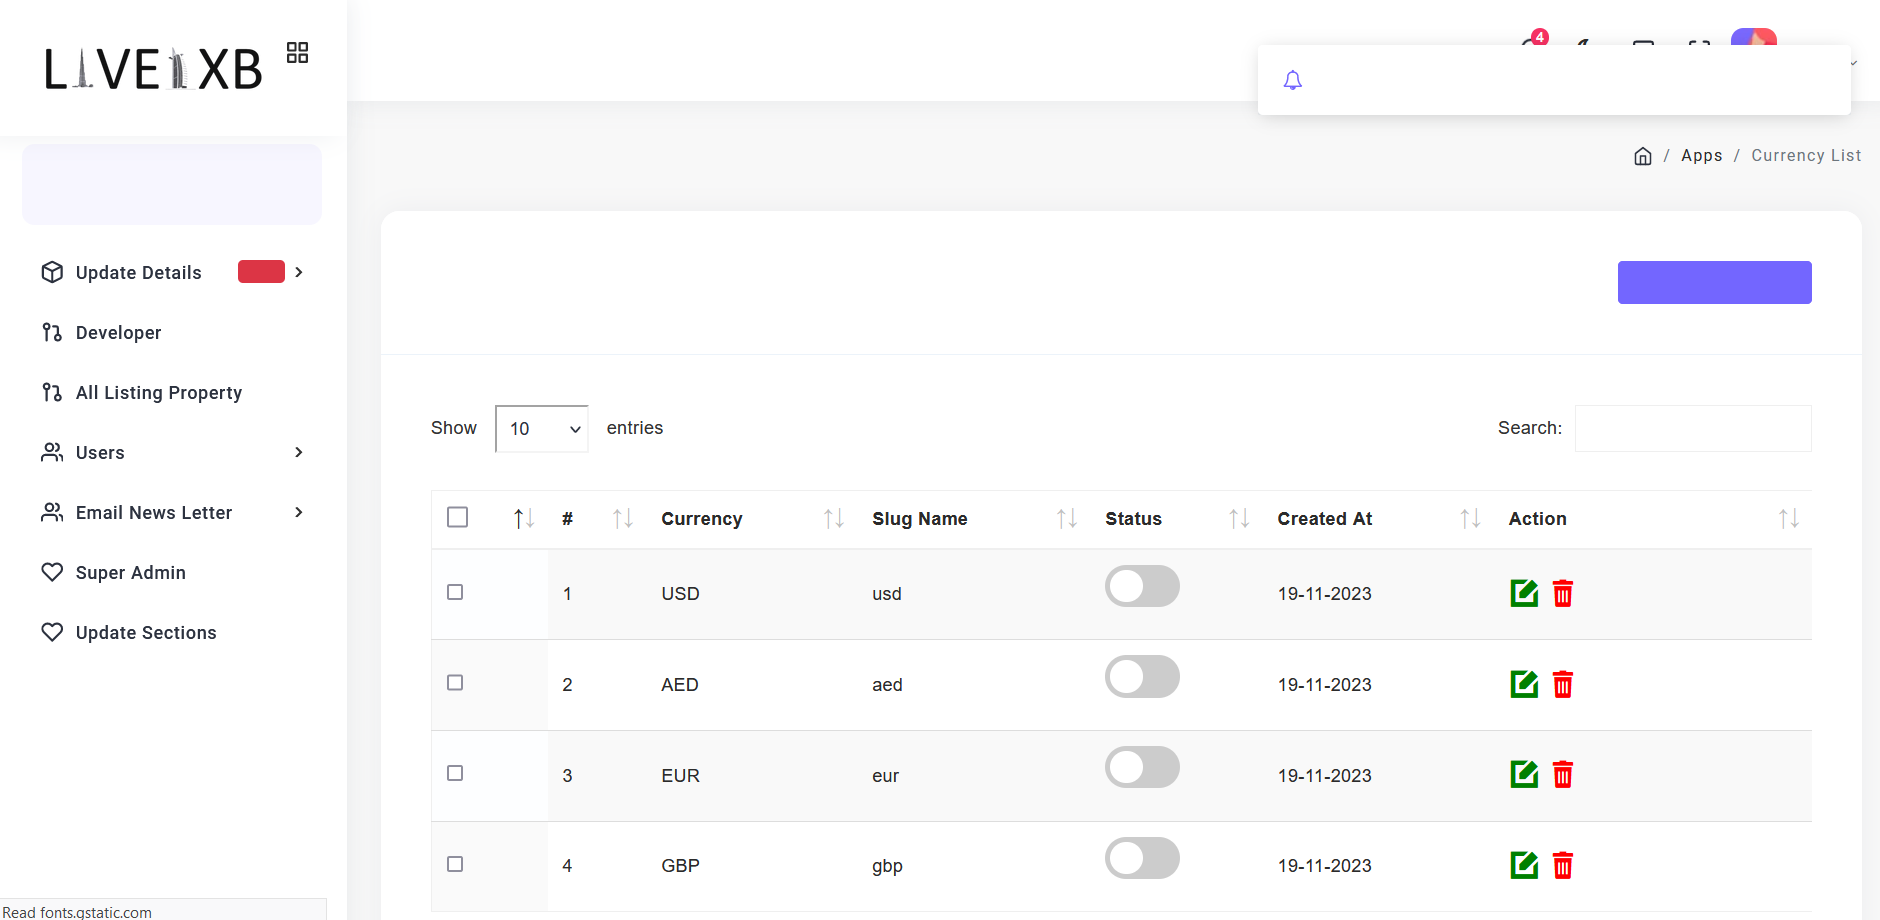 LIVE XB
4
/ Apps / Currency List
Update Details
Developer
All Listing Property
Users
Email News Letter
Super Admin
Update Sections
Show 10 entries
Search:
# Currency Slug Name Status Created At Action
1 USD usd 19-11-2023
2 AED aed 19-11-2023
3 EUR eur 19-11-2023
4 GBP gbp 19-11-2023
Read fonts.gstatic.com